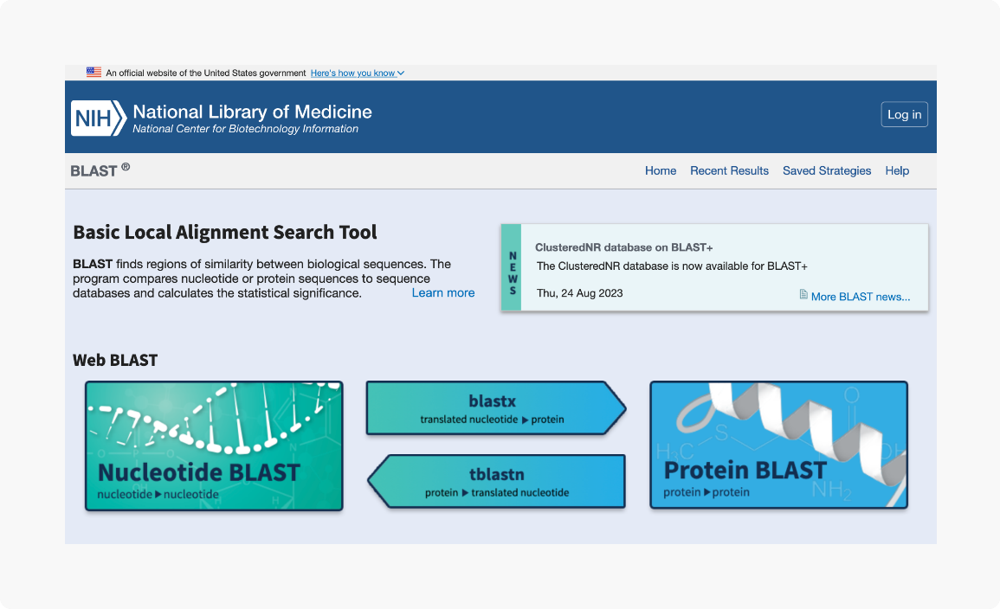 An official website of the United States government Here's how you know
NIH National Library of Medicine
National Center for Biotechnology Information
Log in
BLAST ®
Home Recent Results Saved Strategies Help
Basic Local Alignment Search Tool
BLAST finds regions of similarity between biological sequences. The
program compares nucleotide or protein sequences to sequence
databases and calculates the statistical significance. Learn more
NEWS
ClusteredNR database on BLAST+
The ClusteredNR database is now available for BLAST+
Thu, 24 Aug 2023
More BLAST news...
Web BLAST
Nucleotide BLAST
nucleotide ▶ nucleotide
blastx
translated nucleotide ▶ protein
tblastn
protein ▶ translated nucleotide
O
S
H₃C
OH
NH₂
Protein BLAST
protein ▶ protein